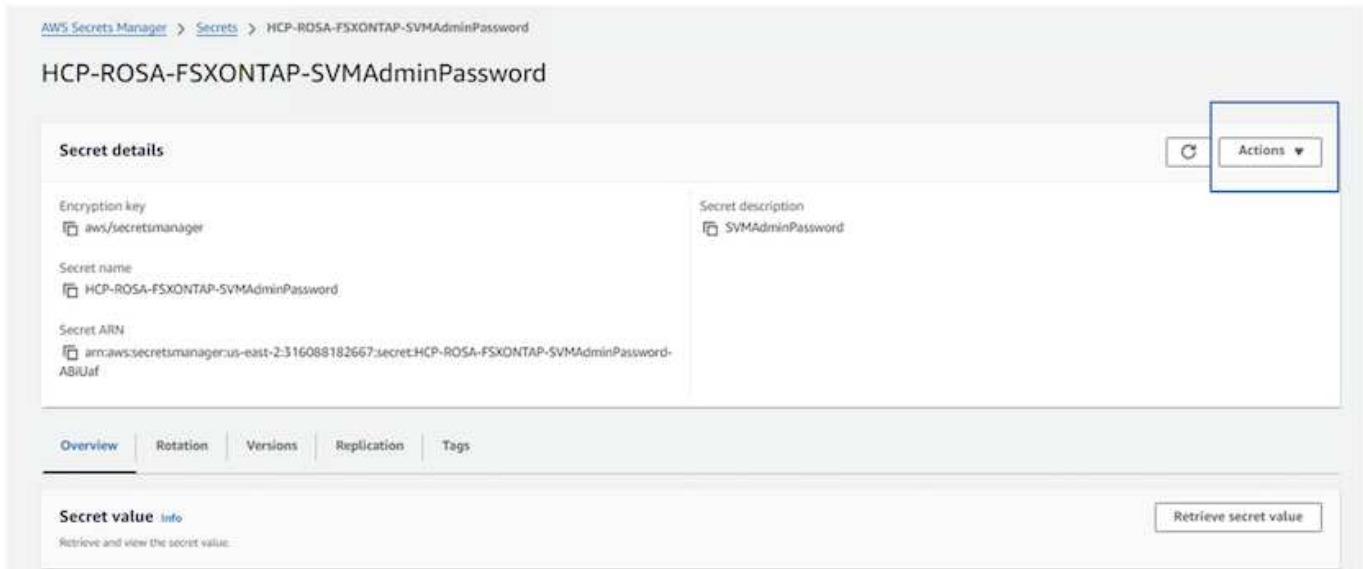 AWS Secrets Manager > Secrets > HCP-ROSA-FSXONTAP-SVMAdminPassword
HCP-ROSA-FSXONTAP-SVMAdminPassword
Secret details
Actions
Encryption key
aws/secretsmanager
Secret description
SVMAdminPassword
Secret name
HCP-ROSA-FSXONTAP-SVMAdminPassword
Secret ARN
arn:aws:secretsmanager:us-east-2:316088182667:secret:HCP-ROSA-FSXONTAP-SVMAdminPassword-
ABiUaf
Overview Rotation Versions Replication Tags
Secret value Info
Retrieve secret value
Retrieve and view the secret value.